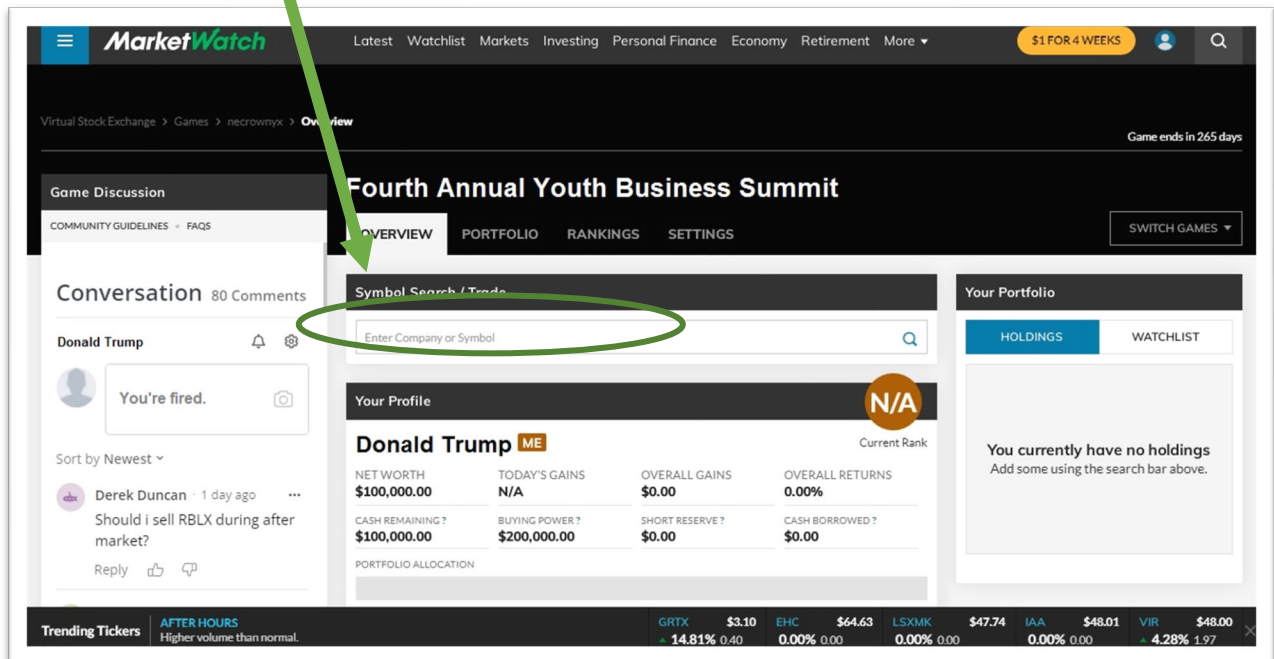 MarketWatch
Latest Watchlist Markets Investing Personal Finance Economy Retirement More
$1 FOR 4 WEEKS
Virtual Stock Exchange > Games > necrownyx > Overview
Game ends in 265 days
Game Discussion
COMMUNITY GUIDELINES • FAQS
Conversation 80 Comments
Donald Trump
You're fired.
Sort by Newest
Derek Duncan · 1 day ago ...
Should i sell RBLX during after
market?
Reply
Fourth Annual Youth Business Summit
OVERVIEW PORTFOLIO RANKINGS SETTINGS
SWITCH GAMES
Symbol Search / Trade
Enter Company or Symbol
Your Profile
N/A
Current Rank
Donald Trump ME
NET WORTH TODAY'S GAINS OVERALL GAINS OVERALL RETURNS
$100,000.00 N/A $0.00 0.00%
CASH REMAINING ? BUYING POWER ? SHORT RESERVE ? CASH BORROWED ?
$100,000.00 $200,000.00 $0.00 $0.00
PORTFOLIO ALLOCATION
Your Portfolio
HOLDINGS WATCHLIST
You currently have no holdings
Add some using the search bar above.
Trending Tickers
AFTER HOURS
Higher volume than normal.
GRTX $3.10 EHC $64.63 LSXMK $47.74 IAA $48.01 VIR $48.00
14.81% 0.40 0.00% 0.00 0.00% 0.00 0.00% 0.00 4.28% 1.97